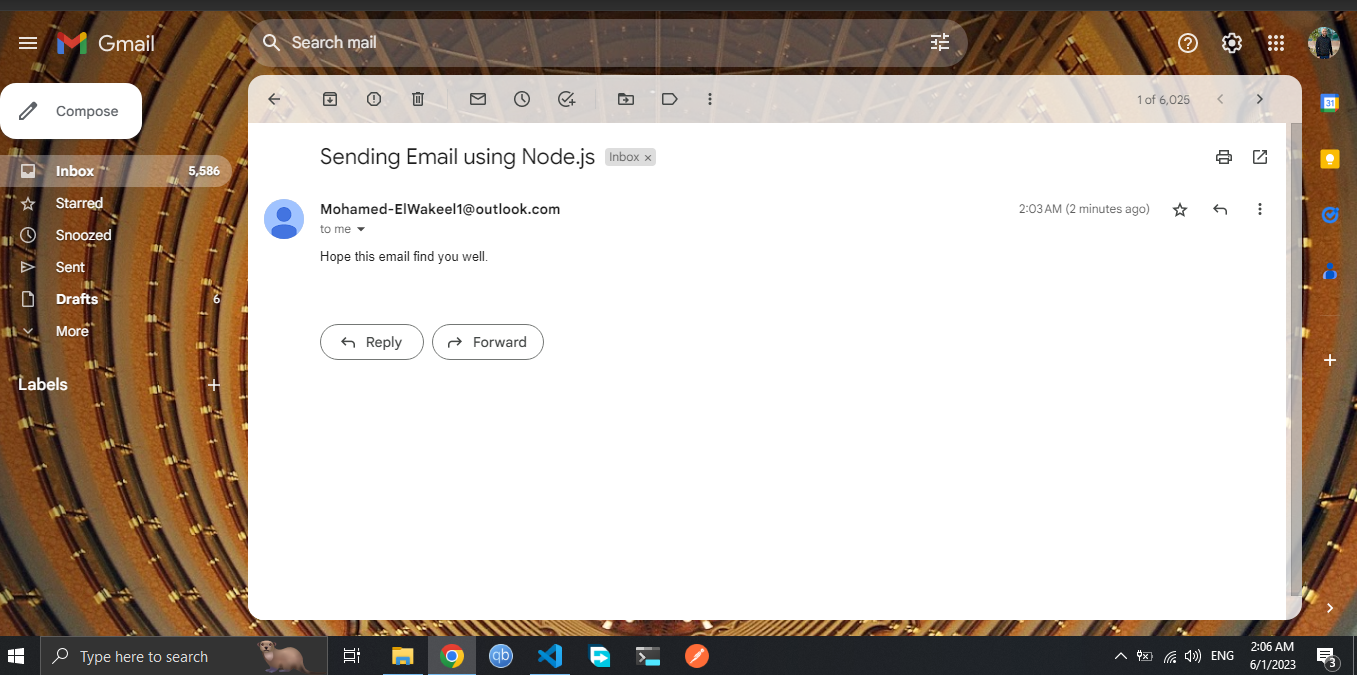 Gmail
Search mail
Compose
1 of 6,025
Inbox 5,586
Starred
Snoozed
Sent
Drafts 6
More
Labels
Sending Email using Node.js Inbox ×
Mohamed-ElWakeel1@outlook.com 2:03 AM (2 minutes ago)
to me
Hope this email find you well.
Reply Forward
31
Type here to search
qb
ENG
2:06 AM
6/1/2023
3